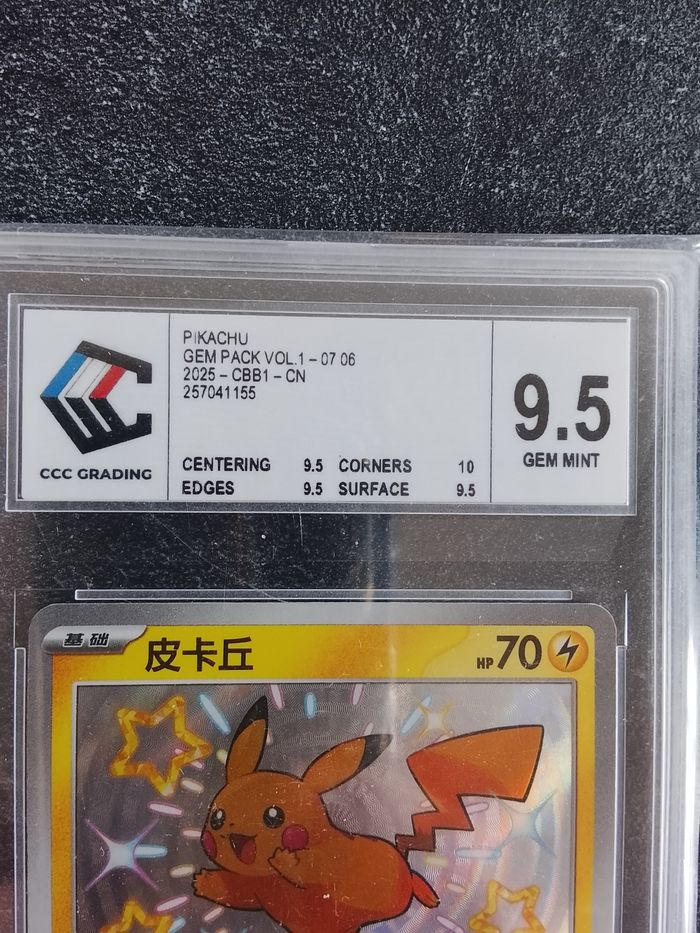 PIKACHU
GEM PACK VOL.1 – 07 06
2025 – CBB1 – CN
257041155
CCC GRADING
CENTERING 9.5 CORNERS 10
EDGES 9.5 SURFACE 9.5
9.5
GEM MINT
基础
皮卡丘
HP70